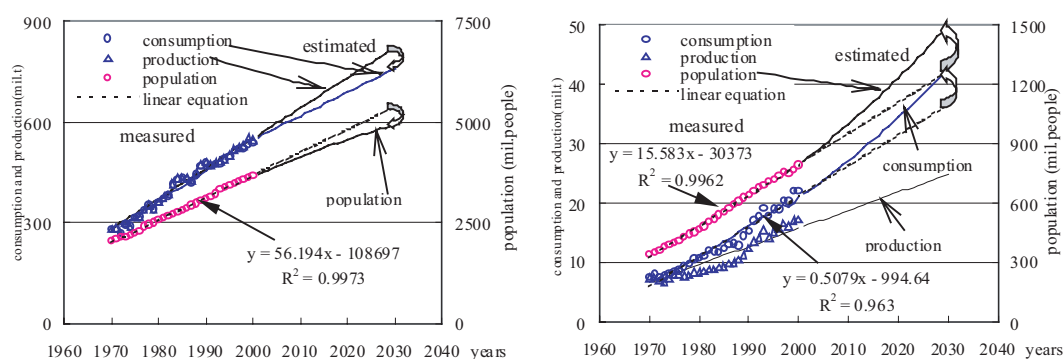 consumption and production(mil.t)
900
600
300
0
consumption
production
population
linear equation
estimated
measured
population
y = 56.194x - 108697
R² = 0.9973
7500
5000
2500
0
population (mil.people)
1960 1970 1980 1990 2000 2010 2020 2030 2040 years
consumption and production(mil.t)
50
40
30
20
10
0
consumption
production
population
linear equation
estimated
measured
y = 15.583x - 30373
R² = 0.9962
consumption
production
y = 0.5079x - 994.64
R² = 0.963
1500
1200
900
600
300
0
population (mil.people)
1960 1970 1980 1990 2000 2010 2020 2030 2040 years